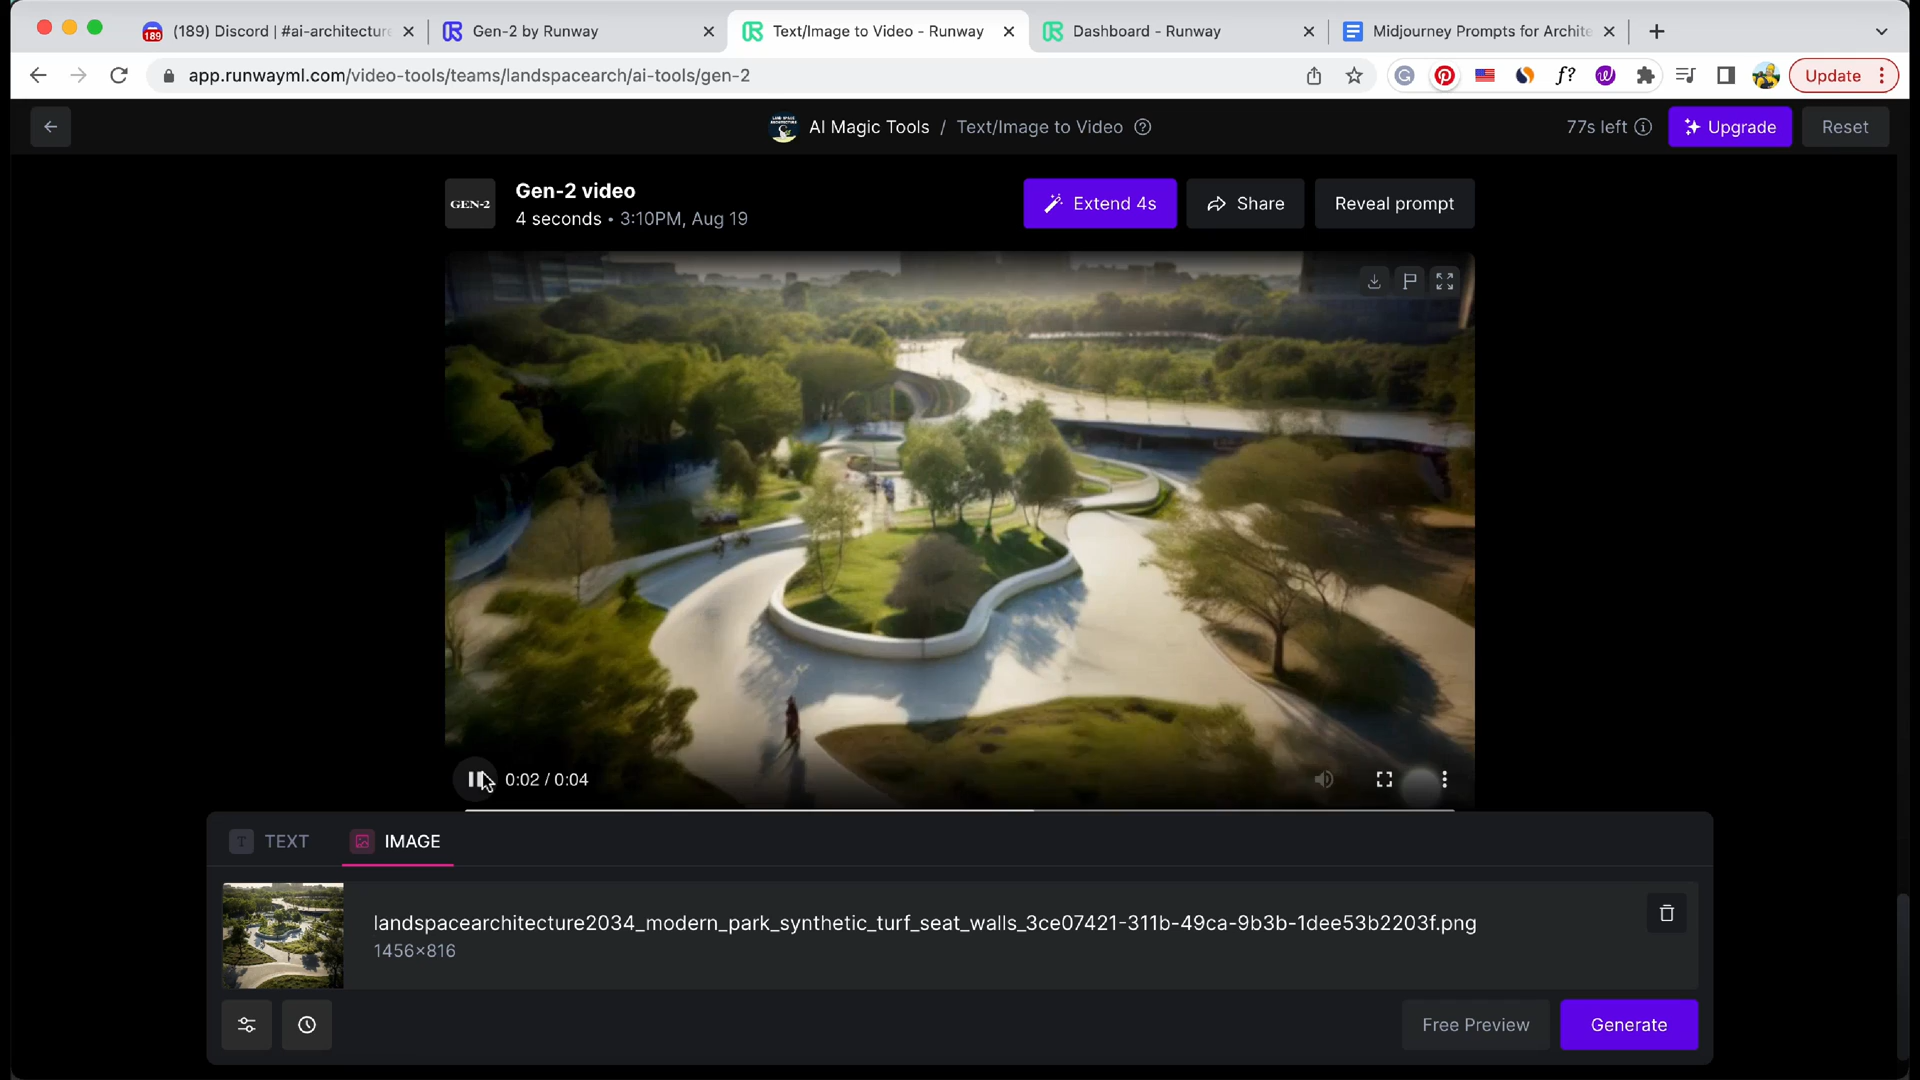 (189) Discord | #ai-architecture
Gen-2 by Runway
Text/Image to Video - Runway
Dashboard - Runway
Midjourney Prompts for Archite
189
app.runwayml.com/video-tools/teams/landspacearch/ai-tools/gen-2
f?
Update
AI Magic Tools / Text/Image to Video
77s left
Upgrade
Reset
GEN-2
Gen-2 video
4 seconds • 3:10PM, Aug 19
Extend 4s
Share
Reveal prompt
0:02 / 0:04
T TEXT
IMAGE
landspacearchitecture2034_modern_park_synthetic_turf_seat_walls_3ce07421-311b-49ca-9b3b-1dee53b2203f.png
1456×816
Free Preview
Generate